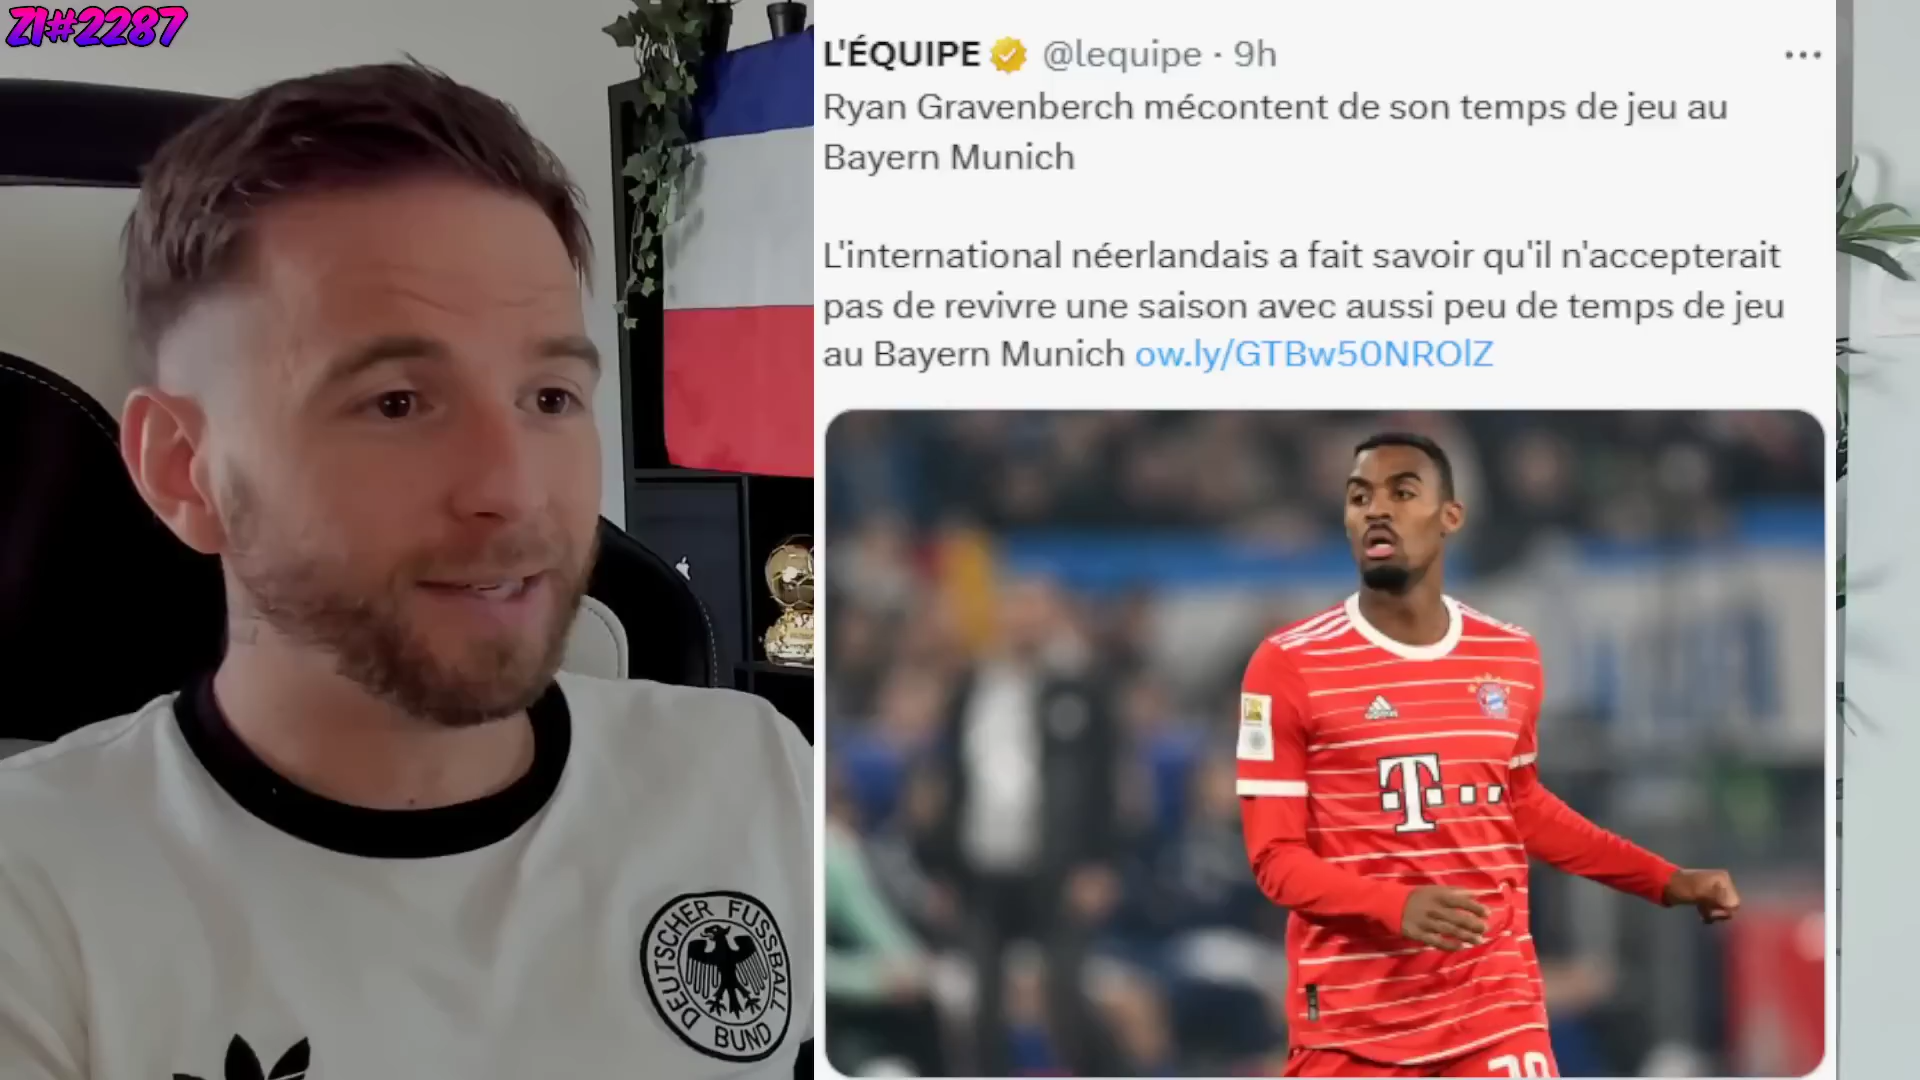 ZI#2287
L'ÉQUIPE @lequipe · 9h
Ryan Gravenberch mécontent de son temps de jeu au
Bayern Munich
L'international néerlandais a fait savoir qu'il n'accepterait
pas de revivre une saison avec aussi peu de temps de jeu
au Bayern Munich ow.ly/GTBw50NROlZ
DEUTSCHER FUSSBALL
BUND
adidas
T